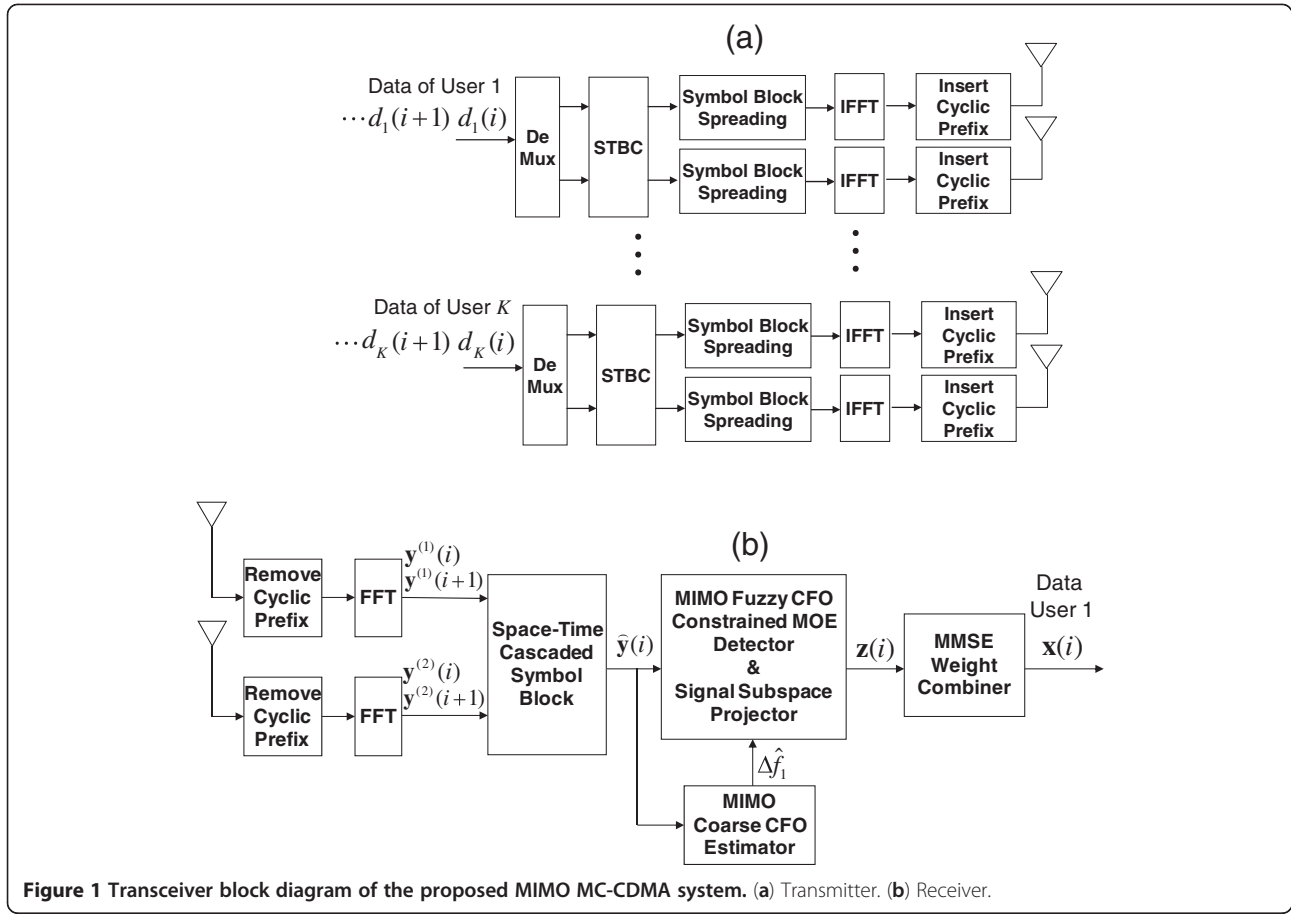 (a)
Data of User 1
⋯d₁(i+1) d₁(i)
De
Mux
STBC
Symbol Block
Spreading
IFFT
Insert
Cyclic
Prefix
Symbol Block
Spreading
IFFT
Insert
Cyclic
Prefix
Data of User K
⋯d_K(i+1) d_K(i)
De
Mux
STBC
Symbol Block
Spreading
IFFT
Insert
Cyclic
Prefix
Symbol Block
Spreading
IFFT
Insert
Cyclic
Prefix
(b)
Remove
Cyclic
Prefix
FFT
y⁽¹⁾(i)
y⁽¹⁾(i+1)
Remove
Cyclic
Prefix
FFT
y⁽²⁾(i)
y⁽²⁾(i+1)
Space-Time
Cascaded
Symbol
Block
ŷ(i)
MIMO Fuzzy CFO
Constrained MOE
Detector
&
Signal Subspace
Projector
Δf̂₁
MIMO
Coarse CFO
Estimator
z(i)
MMSE
Weight
Combiner
Data
User 1
x(i)
Figure 1 Transceiver block diagram of the proposed MIMO MC-CDMA system. (a) Transmitter. (b) Receiver.